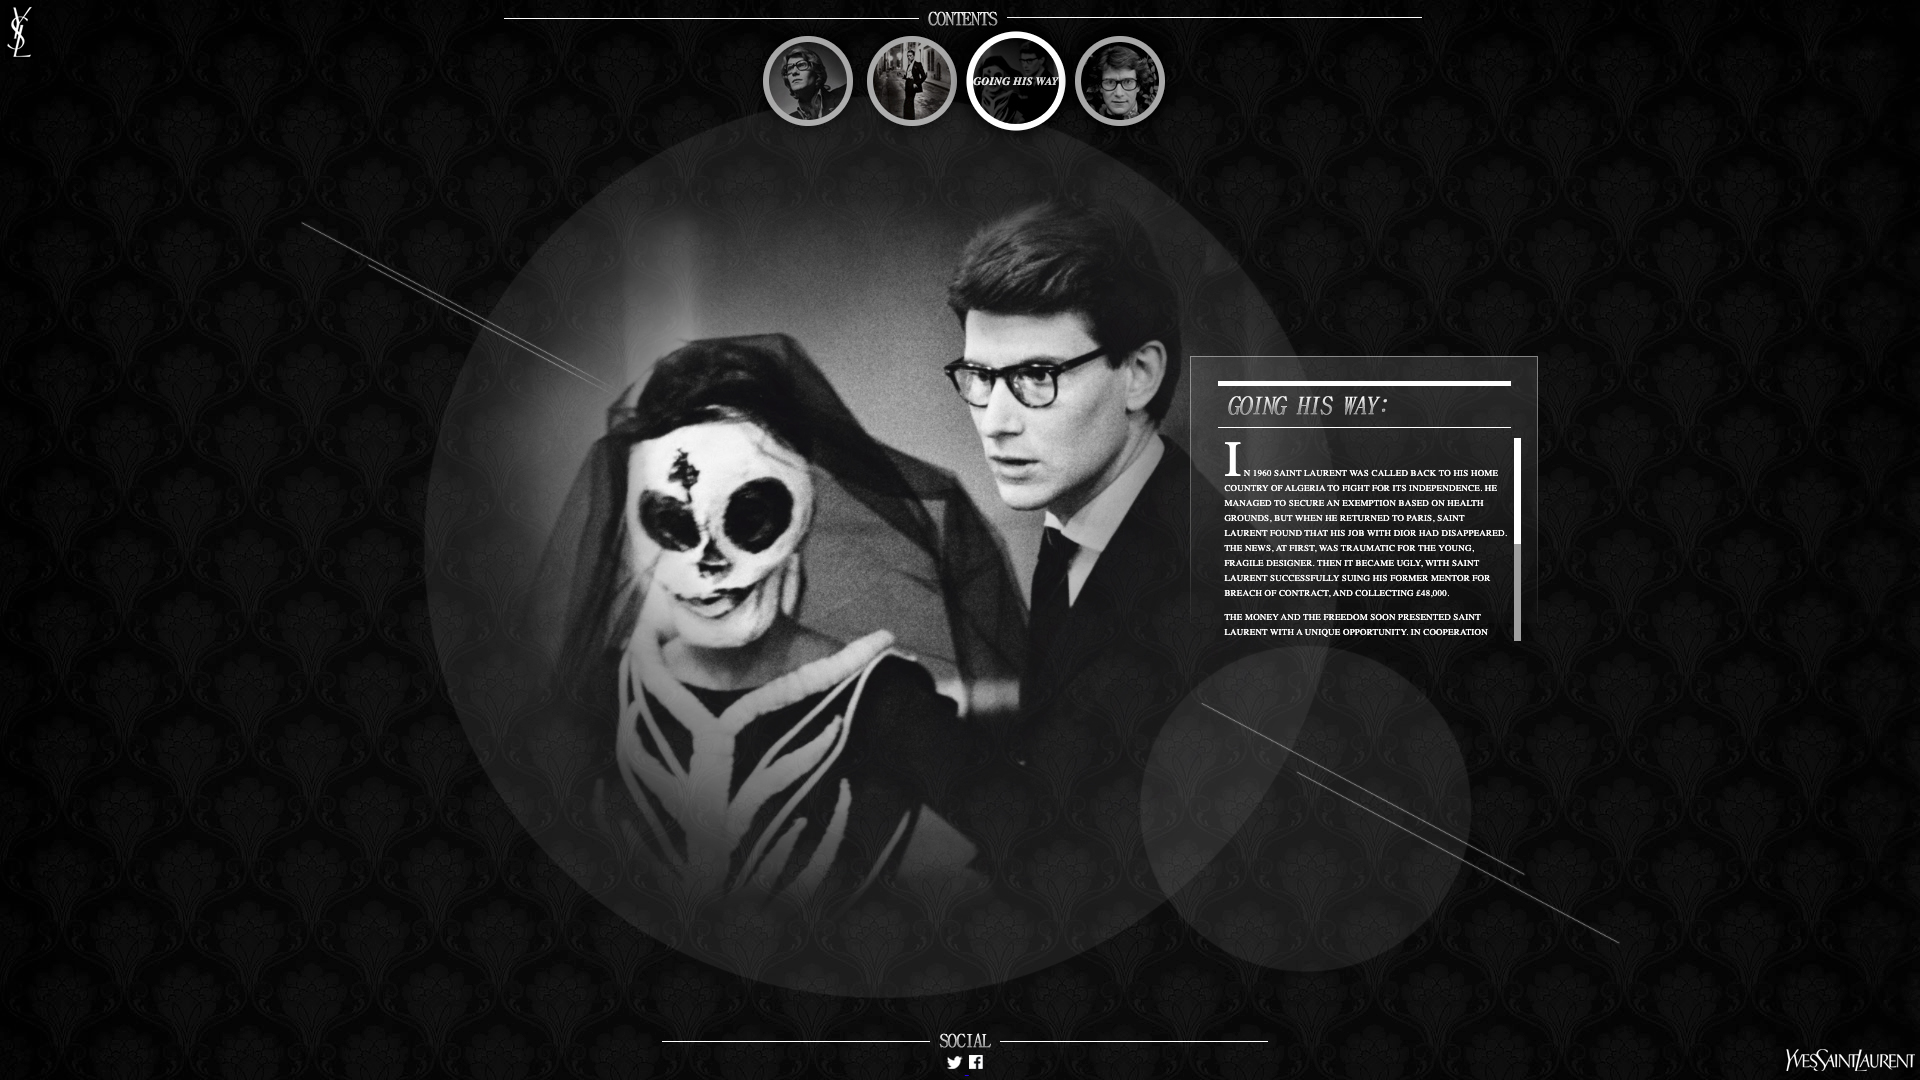 YSL
CONTENTS
GOING HIS WAY
GOING HIS WAY:
IN 1960 SAINT LAURENT WAS CALLED BACK TO HIS HOME
COUNTRY OF ALGERIA TO FIGHT FOR ITS INDEPENDENCE. HE
MANAGED TO SECURE AN EXEMPTION BASED ON HEALTH
GROUNDS, BUT WHEN HE RETURNED TO PARIS, SAINT
LAURENT FOUND THAT HIS JOB WITH DIOR HAD DISAPPEARED.
THE NEWS, AT FIRST, WAS TRAUMATIC FOR THE YOUNG,
FRAGILE DESIGNER. THEN IT BECAME UGLY, WITH SAINT
LAURENT SUCCESSFULLY SUING HIS FORMER MENTOR FOR
BREACH OF CONTRACT, AND COLLECTING £48,000.
THE MONEY AND THE FREEDOM SOON PRESENTED SAINT
LAURENT WITH A UNIQUE OPPORTUNITY. IN COOPERATION
SOCIAL
YVESSAINTLAURENT